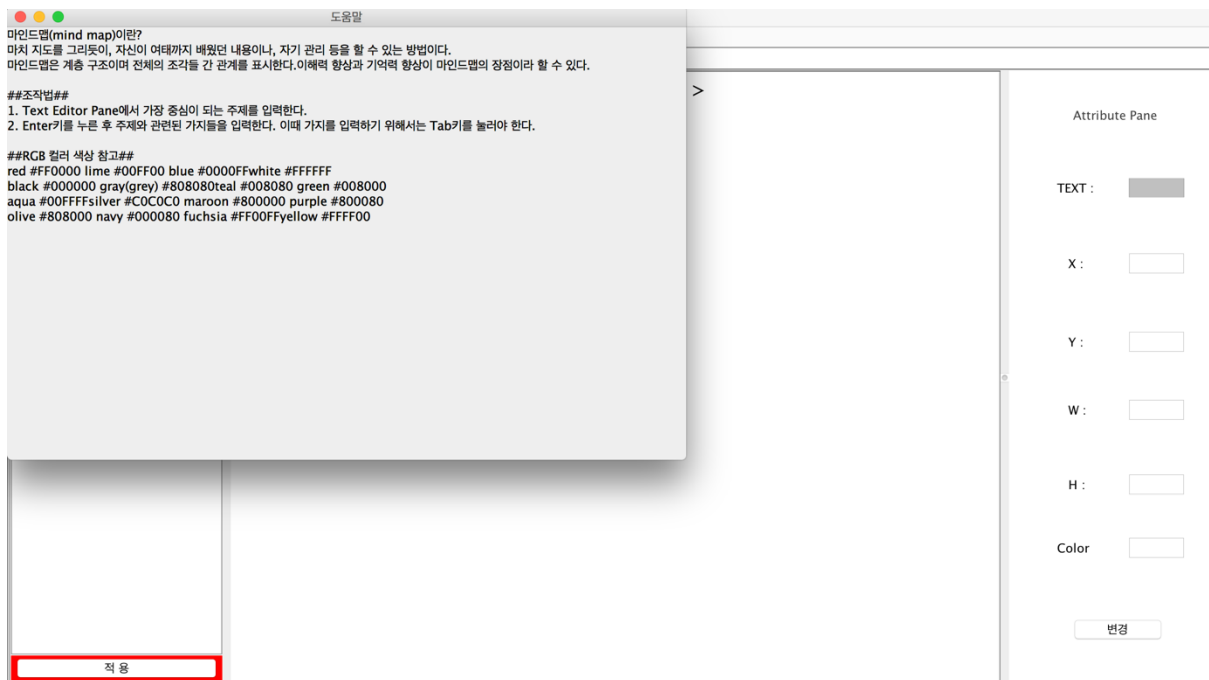 도움말
마인드맵(mind map)이란?
마치 지도를 그리듯이, 자신이 여태까지 배웠던 내용이나, 자기 관리 등을 할 수 있는 방법이다.
마인드맵은 계층 구조이며 전체의 조각들 간 관계를 표시한다.이해력 향상과 기억력 향상이 마인드맵의 장점이라 할 수 있다.
##조작법##
1. Text Editor Pane에서 가장 중심이 되는 주제를 입력한다.
2. Enter키를 누른 후 주제와 관련된 가지들을 입력한다. 이때 가지를 입력하기 위해서는 Tab키를 눌러야 한다.
##RGB 컬러 색상 참고##
red #FF0000 lime #00FF00 blue #0000FFwhite #FFFFFF
black #000000 gray(grey) #808080teal #008080 green #008000
aqua #00FFFFsilver #C0C0C0 maroon #800000 purple #800080
olive #808000 navy #000080 fuchsia #FF00FFyellow #FFFF00
>
Attribute Pane
TEXT :
X :
Y :
W :
H :
Color
변경
적 용